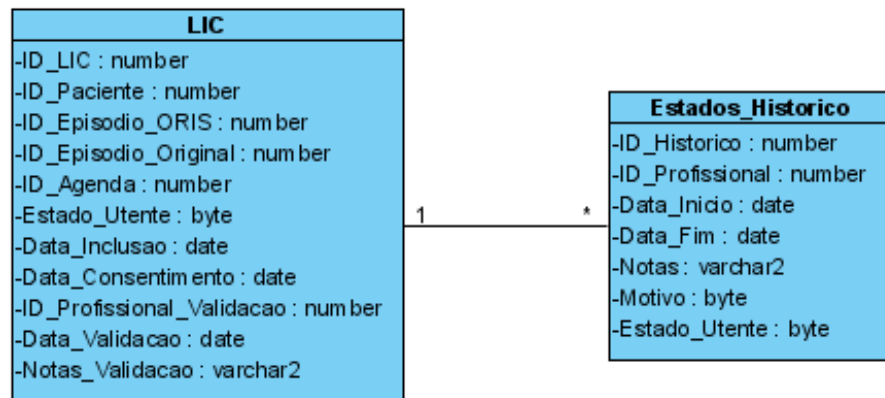 LIC
-ID_LIC : number
-ID_Paciente : number
-ID_Episodio_ORIS : number
-ID_Episodio_Original : number
-ID_Agenda : number
-Estado_Utente : byte
-Data_Inclusao : date
-Data_Consentimento : date
-ID_Profissional_Validacao : number
-Data_Validacao : date
-Notas_Validacao : varchar2
1
*
Estados_Historico
-ID_Historico : number
-ID_Profissional : number
-Data_Inicio : date
-Data_Fim : date
-Notas : varchar2
-Motivo : byte
-Estado_Utente : byte